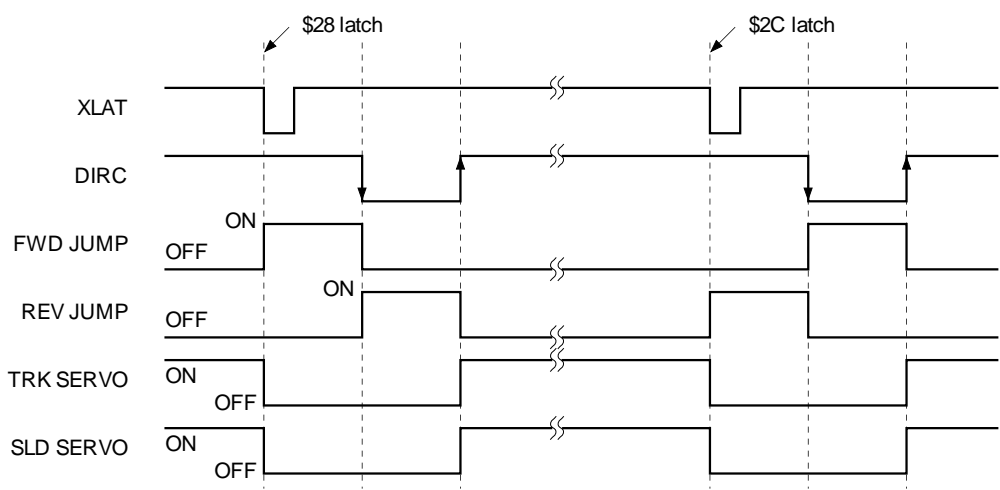 $28 latch
$2C latch
XLAT
DIRC
ON
FWD JUMP
OFF
ON
REV JUMP
OFF
TRK SERVO
ON
OFF
SLD SERVO
ON
OFF